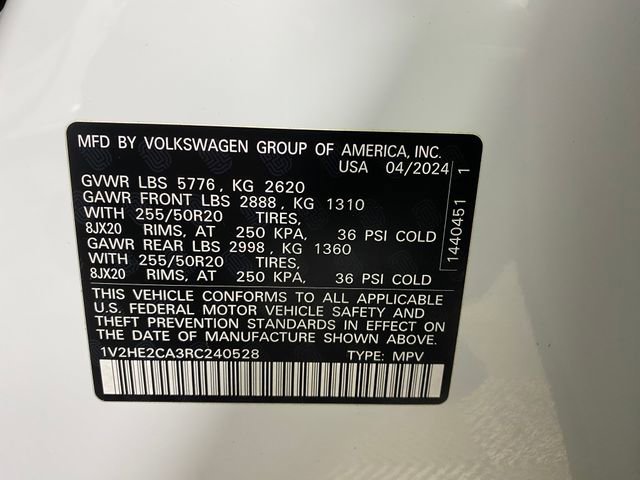 MFD BY VOLKSWAGEN GROUP OF AMERICA, INC.
USA 04/2024
GVWR LBS 5776, KG 2620
GAWR FRONT LBS 2888, KG 1310
WITH 255/50R20 TIRES,
8JX20 RIMS, AT 250 KPA, 36 PSI COLD
GAWR REAR LBS 2998, KG 1360
WITH 255/50R20 TIRES,
8JX20 RIMS, AT 250 KPA, 36 PSI COLD
THIS VEHICLE CONFORMS TO ALL APPLICABLE
U.S. FEDERAL MOTOR VEHICLE SAFETY AND
THEFT PREVENTION STANDARDS IN EFFECT ON
THE DATE OF MANUFACTURE SHOWN ABOVE.
1V2HE2CA3RC240528 TYPE: MPV
1440451 1